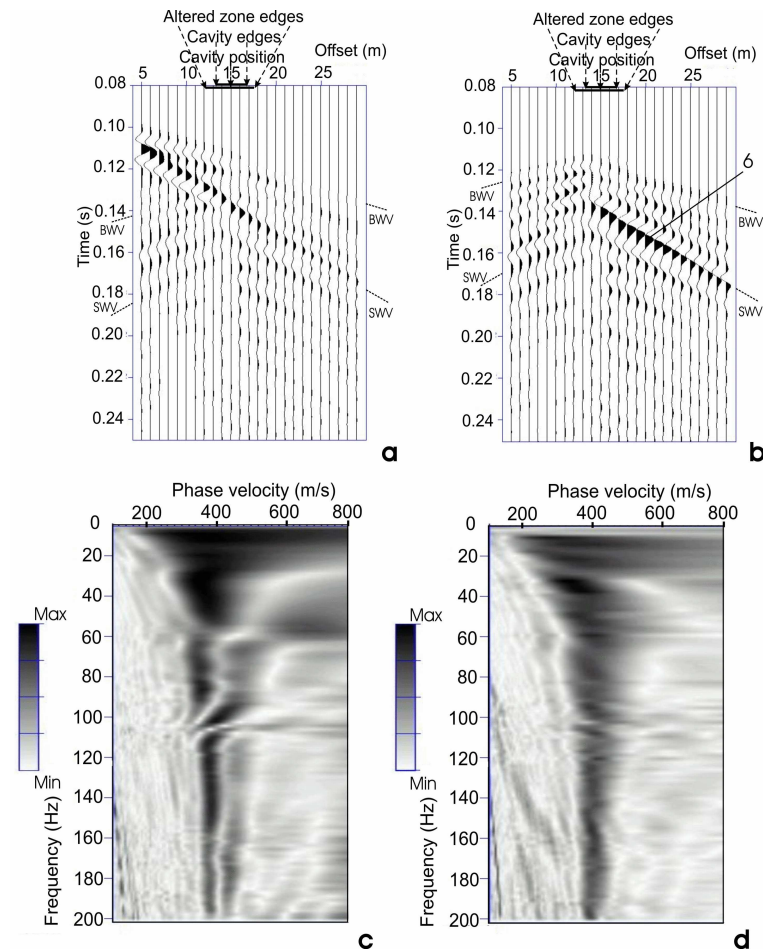 Altered zone edges
Cavity edges
Cavity position
Offset (m)
5 10 15 20 25
0.08
0.10
0.12
0.14
0.16
0.18
0.20
0.22
0.24
Time (s)
BWV
SWV
BWV
SWV
a
Altered zone edges
Cavity edges
Cavity position
Offset (m)
5 10 15 20 25
0.08
0.10
0.12
0.14
0.16
0.18
0.20
0.22
0.24
Time (s)
BWV
SWV
6
BWV
SWV
b
Phase velocity (m/s)
200 400 600 800
0
20
40
60
80
100
120
140
160
180
200
Frequency (Hz)
Max
Min
c
Phase velocity (m/s)
200 400 600 800
0
20
40
60
80
100
120
140
160
180
200
Frequency (Hz)
Max
Min
d